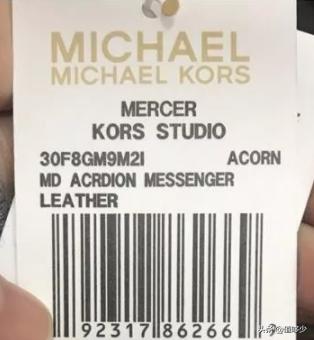 MICHAEL
MICHAEL KORS
MERCER
KORS STUDIO
30F8GM9M2I ACORN
MD ACRDION MESSENGER
LEATHER
92317 86266